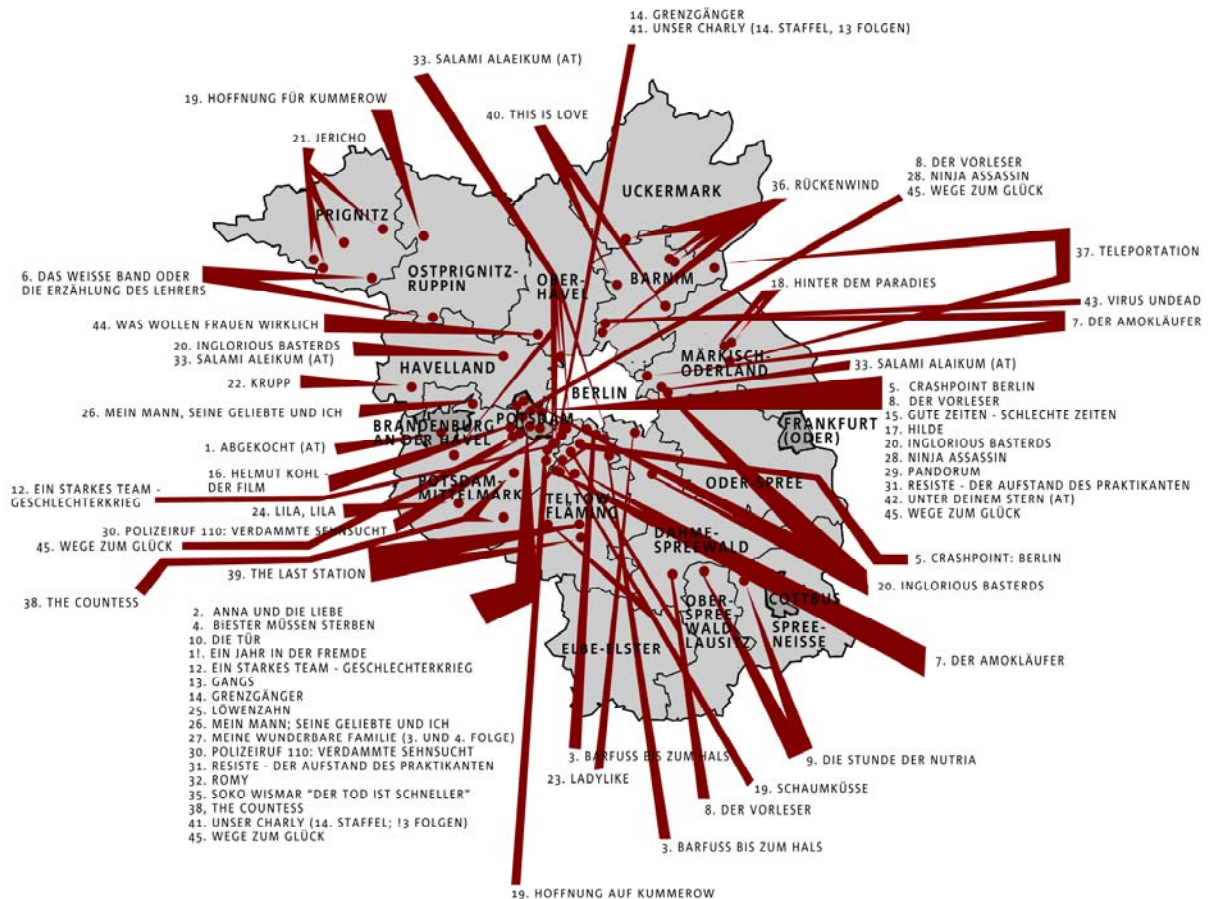 14. GRENZGÄNGER
41. UNSER CHARLY (14. STAFFEL, 13 FOLGEN)
33. SALAMI ALAEIKUM (AT)
19. HOFFNUNG FÜR KUMMEROW
40. THIS IS LOVE
21. JERICHO
8. DER VORLESER
28. NINJA ASSASSIN
45. WEGE ZUM GLÜCK
36. RÜCKENWIND
UCKERMARK
PRIGNITZ
37. TELEPORTATION
6. DAS WEISSE BAND ODER
DIE ERZÄHLUNG DES LEHRERS
OSTPRIGNITZ-
RUPPIN
OBER-
HAVEL
BARNIM
18. HINTER DEM PARADIES
43. VIRUS UNDEAD
44. WAS WOLLEN FRAUEN WIRKLICH
7. DER AMOKLÄUFER
20. INGLORIOUS BASTERDS
33. SALAMI ALEIKUM (AT)
MÄRKISCH-
ODERLAND
HAVELLAND
33. SALAMI ALAIKUM (AT)
22. KRUPP
BERLIN
5. CRASHPOINT BERLIN
8. DER VORLESER
15. GUTE ZEITEN - SCHLECHTE ZEITEN
17. HILDE
20. INGLORIOUS BASTERDS
28. NINJA ASSASSIN
29. PANDORUM
31. RESISTE - DER AUFSTAND DES PRAKTIKANTEN
42. UNTER DEINEM STERN (AT)
45. WEGE ZUM GLÜCK
26. MEIN MANN, SEINE GELIEBTE UND ICH
POTSDAM
BRANDENBURG
AN DER HAVEL
FRANKFURT
(ODER)
1. ABGEKOCHT (AT)
16. HELMUT KOHL -
DER FILM
12. EIN STARKES TEAM -
GESCHLECHTERKRIEG
POTSDAM-
MITTELMARK
ODER-SPREE
24. LILA, LILA
TELTOW-
FLÄMING
30. POLIZEIRUF 110: VERDAMMTE SEHNSUCHT
DAHME-
SPREEWALD
45. WEGE ZUM GLÜCK
5. CRASHPOINT: BERLIN
39. THE LAST STATION
20. INGLORIOUS BASTERDS
38. THE COUNTESS
COTTBUS
OBER-
SPREE-
WALD
LAUSITZ
SPREE-
NEISSE
ELBE-ELSTER
7. DER AMOKLÄUFER
2. ANNA UND DIE LIEBE
4. BiESTER MÜSSEN STERBEN
10. DIE TÜR
1!. EIN JAHR IN DER FREMDE
12. EIN STARKES TEAM - GESCHLECHTERKRIEG
13. GANGS
14. GRENZGÄNGER
25. LÖWENZAHN
26. MEIN MANN; SEINE GELIEBTE UND ICH
27. MEINE WUNDERBARE FAMILIE (3. UND 4. FOLGE)
30. POLIZEIRUF 110: VERDAMMTE SEHNSUCHT
31. RESISTE - DER AUFSTAND DES PRAKTIKANTEN
32. ROMY
35. SOKO WISMAR "DER TOD IST SCHNELLER"
38, THE COUNTESS
41. UNSER CHARLY (14. STAFFEL; !3 FOLGEN)
45. WEGE ZUM GLÜCK
3. BARFUSS BIS ZUM HALS
9. DIE STUNDE DER NUTRIA
23. LADYLIKE
19. SCHAUMKÜSSE
8. DER VORLESER
3. BARFUSS BIS ZUM HALS
19. HOFFNUNG AUF KUMMEROW